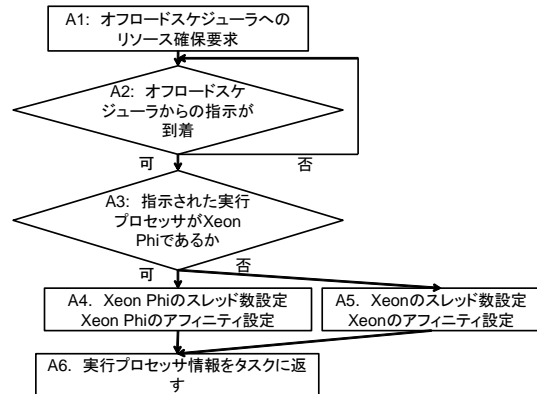 A1: オフロードスケジューラへの
リソース確保要求
A2: オフロードスケ
ジューラからの指示が
到着
可
否
A3: 指示された実行
プロセッサがXeon
Phiであるか
可
否
A4. Xeon Phiのスレッド数設定
Xeon Phiのアフィニティ設定
A5. Xeonのスレッド数設定
Xeonのアフィニティ設定
A6. 実行プロセッサ情報をタスクに返
す